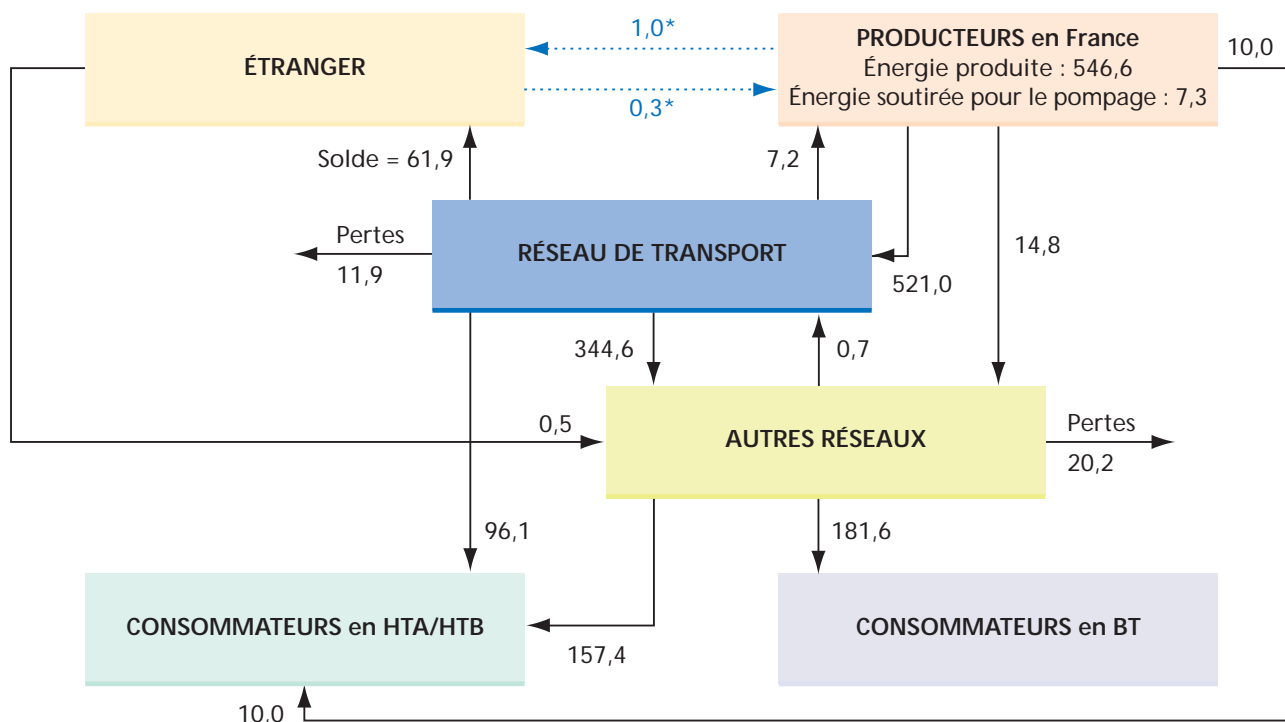 1,0*
PRODUCTEURS en France
10,0
ÉTRANGER
Énergie produite : 546,6
Énergie soutirée pour le pompage : 7,3
0,3*
Solde = 61,9
7,2
Pertes
RÉSEAU DE TRANSPORT
14,8
11,9
521,0
344,6
0,7
0,5
AUTRES RÉSEAUX
Pertes
20,2
96,1
181,6
CONSOMMATEURS en HTA/HTB
CONSOMMATEURS en BT
157,4
10,0